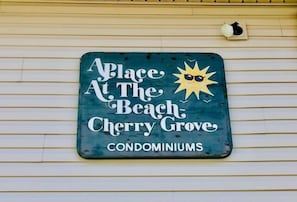 A Place
At The
Beach
Cherry Grove
CONDOMINIUMS